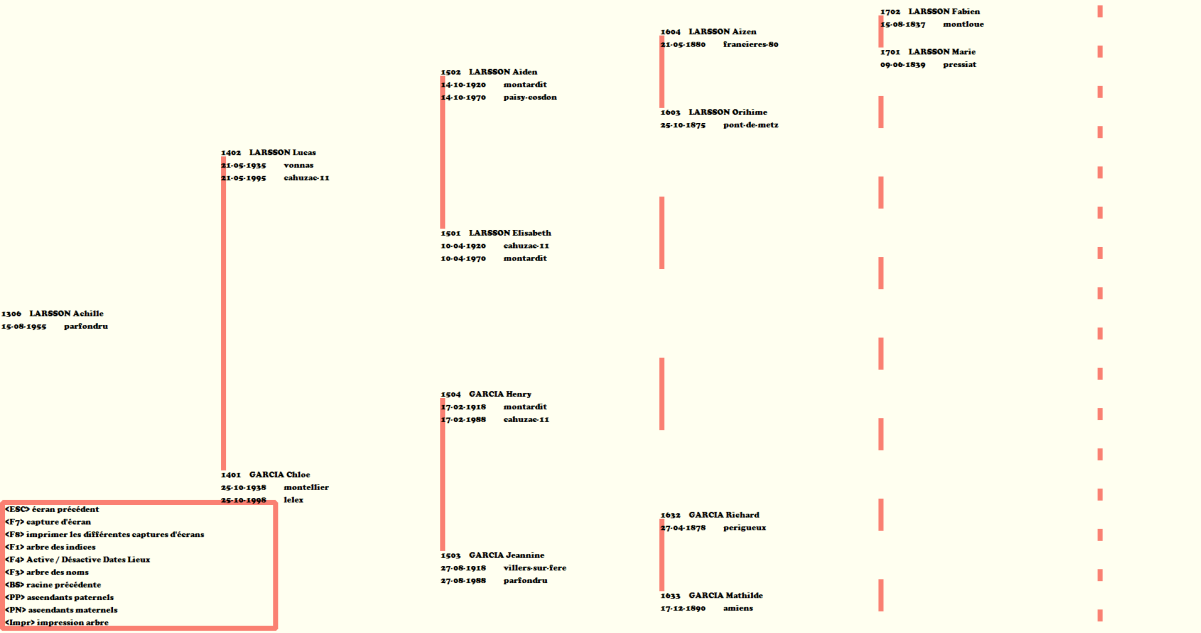 1702 LARSSON Fabien
15-08-1837 montloue
1701 LARSSON Marie
09-06-1839 pressiat
1604 LARSSON Aizen
21-05-1880 francieres-80
1603 LARSSON Orihime
25-10-1875 pont-de-metz
1502 LARSSON Aiden
14-10-1920 montardit
14-10-1970 paisy-cosdon
1402 LARSSON Lucas
21-05-1935 vonnas
21-05-1995 cahuzac-11
1501 LARSSON Elisabeth
10-04-1920 cahuzac-11
10-04-1970 montardit
1306 LARSSON Achille
15-08-1955 parfondru
1504 GARCIA Henry
17-02-1918 montardit
17-02-1988 cahuzac-11
1401 GARCIA Chloe
25-10-1938 montellier
25-10-1998 lelex
1632 GARCIA Richard
27-04-1878 perigueux
1503 GARCIA Jeannine
27-08-1918 villers-sur-fere
27-08-1988 parfondru
1633 GARCIA Mathilde
17-12-1890 amiens
<ESC> écran précédent
<F7> capture d'écran
<F8> imprimer les différentes captures d'écrans
<F1> arbre des indices
<F4> Active / Désactive Dates Lieux
<F3> arbre des noms
<BS> racine précédente
<PP> ascendants paternels
<PN> ascendants maternels
<Impr> impression arbre